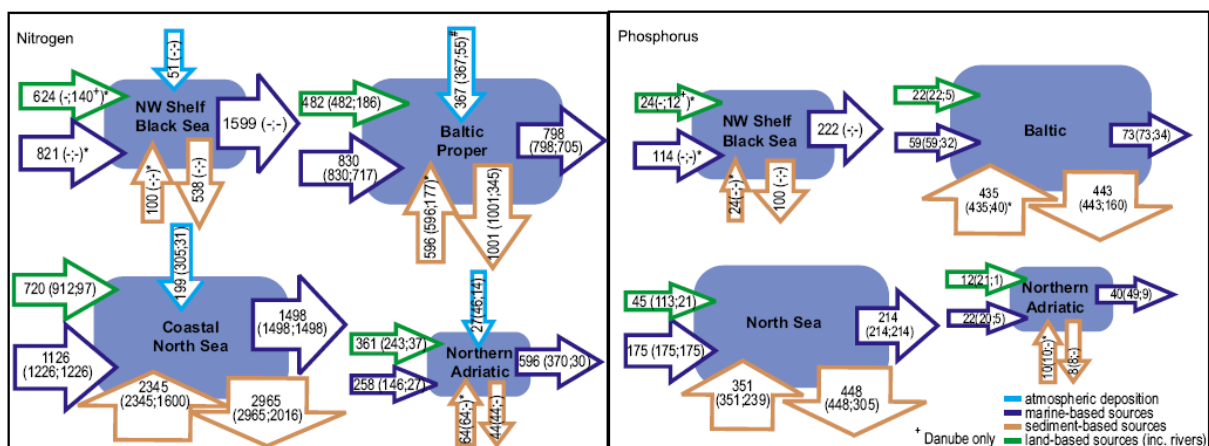 Nitrogen
51 (-;-)
624 (-;140⁺)*
NW Shelf
Black Sea
821 (-;-)*
1599 (-;-)
100 (-;-)*
538 (-;-)
367 (367;55)#
482 (482;186)
Baltic
Proper
830
(830;717)
798
(798;705)
596 (596;177)*
1001 (1001;345)
199 (305;31)
720 (912;97)
Coastal
North Sea
1126
(1226;1226)
1498
(1498;1498)
2345
(2345;1600)
2965
(2965;2016)
27(46;14)
361 (243;37)
Northern
Adriatic
258 (146;27)
596 (370;30)
64(64;-)*
44(44;-)
Phosphorus
24(-;12⁺)*
NW Shelf
Black Sea
114 (-;-)*
222 (-;-)
24(-;-)*
100 (-;-)
22(22;5)
Baltic
59(59;32)
73(73;34)
435
(435;40)*
443
(443;160)
45 (113;21)
North Sea
175 (175;175)
214
(214;214)
351
(351;239)
448
(448;305)
12(21;1)
Northern
Adriatic
22(20;5)
40(49;9)
10(10;-)*
8(8;-)
atmospheric deposition
marine-based sources
sediment-based sources
land-based sources (inc. rivers)
⁺ Danube only